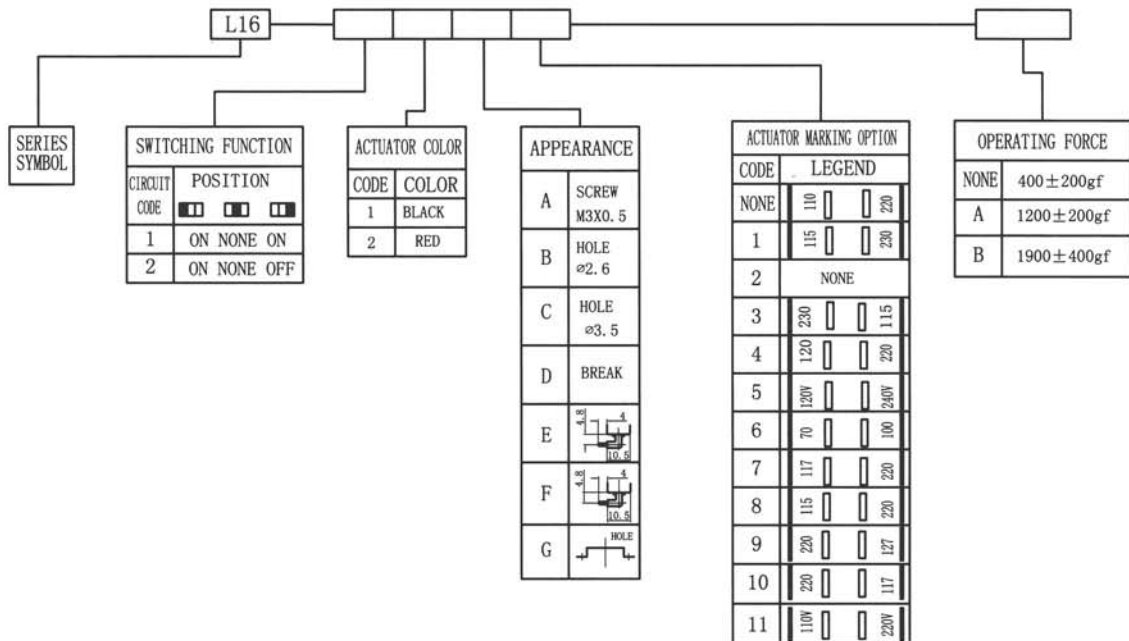 L16
SERIES
SYMBOL
SWITCHING FUNCTION
CIRCUIT
CODE
POSITION
1 ON NONE ON
2 ON NONE OFF
ACTUATOR COLOR
CODE COLOR
1 BLACK
2 RED
APPEARANCE
A SCREW
M3X0.5
B HOLE
⌀2.6
C HOLE
⌀3.5
D BREAK
E 4.8 4
10.5
F 4.8 4
10.5
G HOLE
ACTUATOR MARKING OPTION
CODE LEGEND
NONE 110 220
1 115 230
2 NONE
3 230 115
4 120 220
5 120V 240V
6 70 100
7 117 220
8 115 220
9 220 127
10 220 117
11 110V 220V
OPERATING FORCE
NONE 400±200gf
A 1200±200gf
B 1900±400gf